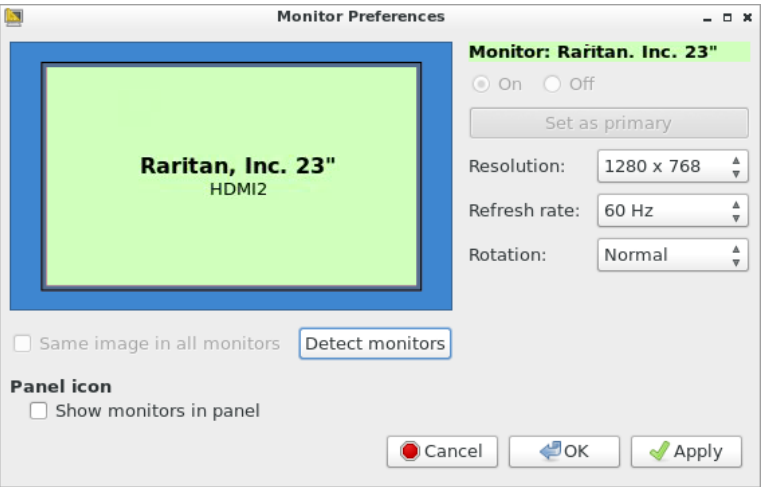 Monitor Preferences
Monitor: Raritan. Inc. 23"
On Off
Set as primary
Raritan, Inc. 23"
HDMI2
Resolution: 1280 x 768
Refresh rate: 60 Hz
Rotation: Normal
Same image in all monitors Detect monitors
Panel icon
Show monitors in panel
Cancel OK Apply